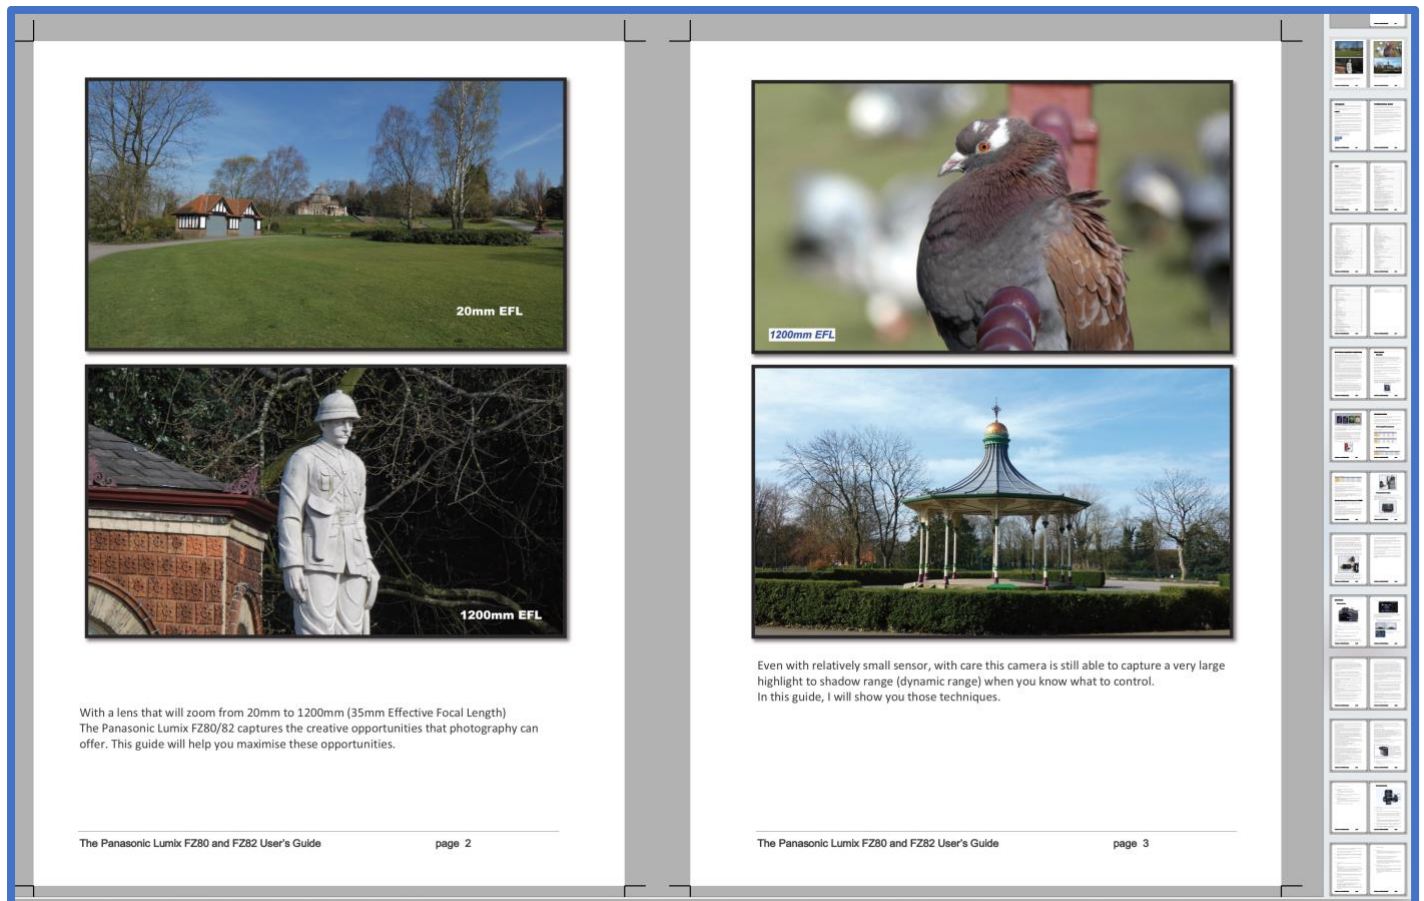 20mm EFL
1200mm EFL
With a lens that will zoom from 20mm to 1200mm (35mm Effective Focal Length)
The Panasonic Lumix FZ80/82 captures the creative opportunities that photography can
offer. This guide will help you maximise these opportunities.
The Panasonic Lumix FZ80 and FZ82 User's Guide page 2
1200mm EFL
Even with relatively small sensor, with care this camera is still able to capture a very large
highlight to shadow range (dynamic range) when you know what to control.
In this guide, I will show you those techniques.
The Panasonic Lumix FZ80 and FZ82 User's Guide page 3